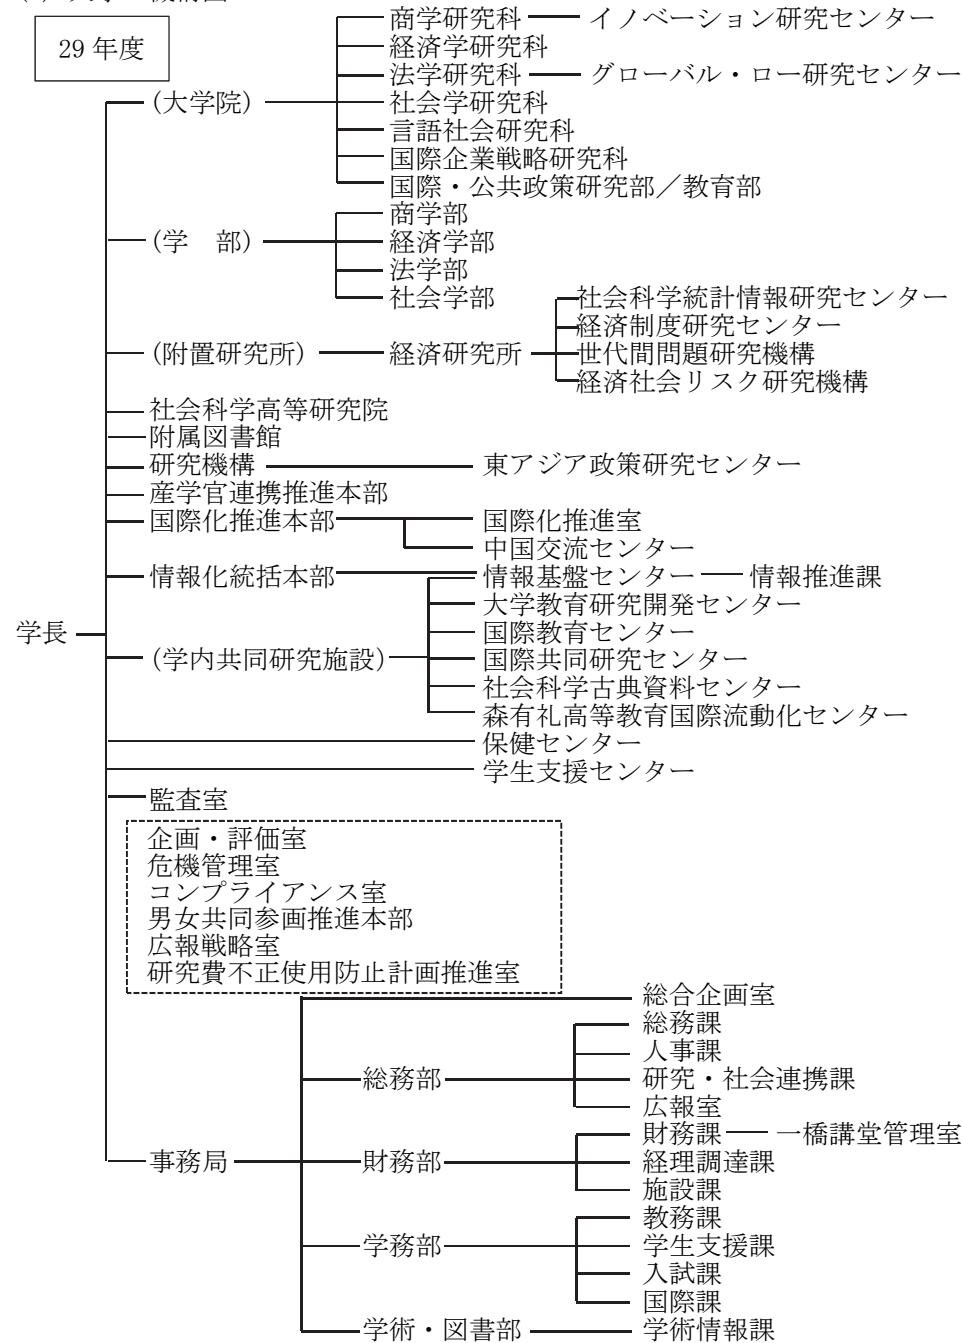 29 年度
商学研究科 イノベーション研究センター
経済学研究科
法学研究科 グローバル・ロー研究センター
(大学院) 社会学研究科
言語社会研究科
国際企業戦略研究科
国際・公共政策研究部／教育部
商学部
(学　部) 経済学部
法学部
社会学部 社会科学統計情報研究センター
経済制度研究センター
(附置研究所) 経済研究所 世代間問題研究機構
経済社会リスク研究機構
社会科学高等研究院
附属図書館
研究機構 東アジア政策研究センター
産学官連携推進本部
国際化推進本部 国際化推進室
中国交流センター
情報化統括本部 情報基盤センター 情報推進課
大学教育研究開発センター
学長 国際教育センター
(学内共同研究施設) 国際共同研究センター
社会科学古典資料センター
森有礼高等教育国際流動化センター
保健センター
学生支援センター
監査室
企画・評価室
危機管理室
コンプライアンス室
男女共同参画推進本部
広報戦略室
研究費不正使用防止計画推進室
総合企画室
総務課
人事課
総務部 研究・社会連携課
広報室
財務課 一橋講堂管理室
事務局 財務部 経理調達課
施設課
教務課
学務部 学生支援課
入試課
国際課
学術・図書部 学術情報課